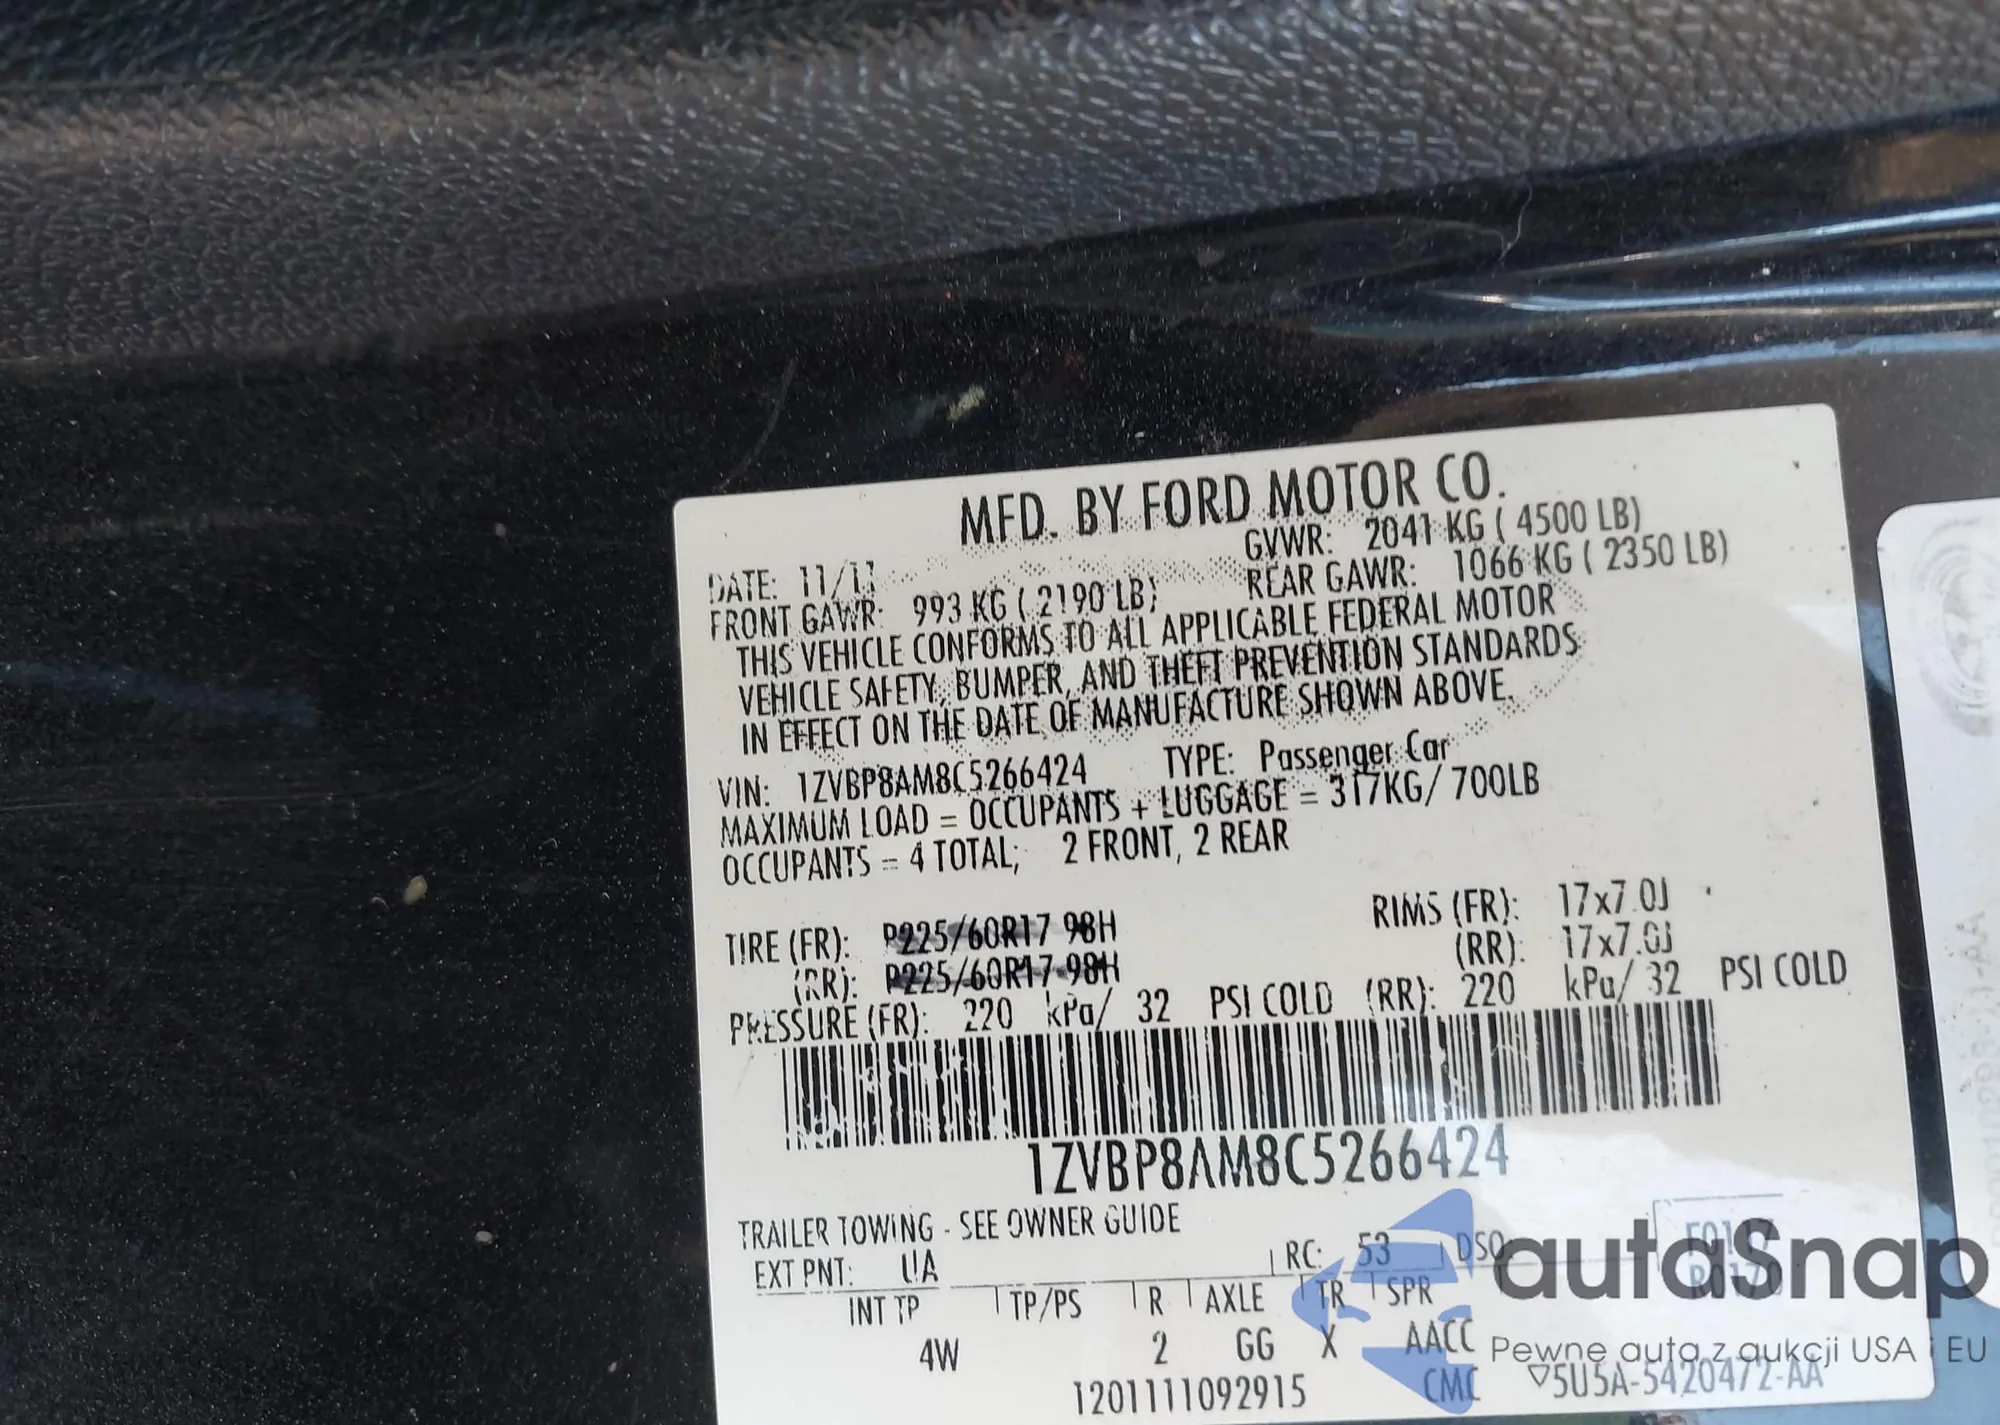 MFD. BY FORD MOTOR CO.
DATE: 11/11 GVWR: 2041 KG ( 4500 LB)
FRONT GAWR: 993 KG ( 2190 LB) REAR GAWR: 1066 KG ( 2350 LB)
THIS VEHICLE CONFORMS TO ALL APPLICABLE FEDERAL MOTOR
VEHICLE SAFETY, BUMPER, AND THEFT PREVENTION STANDARDS
IN EFFECT ON THE DATE OF MANUFACTURE SHOWN ABOVE.
VIN: 1ZVBP8AM8C5266424 TYPE: Passenger Car
MAXIMUM LOAD = OCCUPANTS + LUGGAGE = 317KG/ 700LB
OCCUPANTS = 4 TOTAL; 2 FRONT, 2 REAR
TIRE (FR): P225/60R17 98H RIMS (FR): 17x7.0J
(RR): P225/60R17 98H (RR): 17x7.0J
PRESSURE (FR): 220 kPa/ 32 PSI COLD (RR): 220 kPa/ 32 PSI COLD
1ZVBP8AM8C5266424
TRAILER TOWING - SEE OWNER GUIDE
EXT PNT: UA RC: 53 DSO
INT TP TP/PS R AXLE TR SPR
4W 2 GG X AACC
1201111092915 CMC ▽5U5A-5420472-AA
autaSnap
Pewne auta z aukcji USA i EU